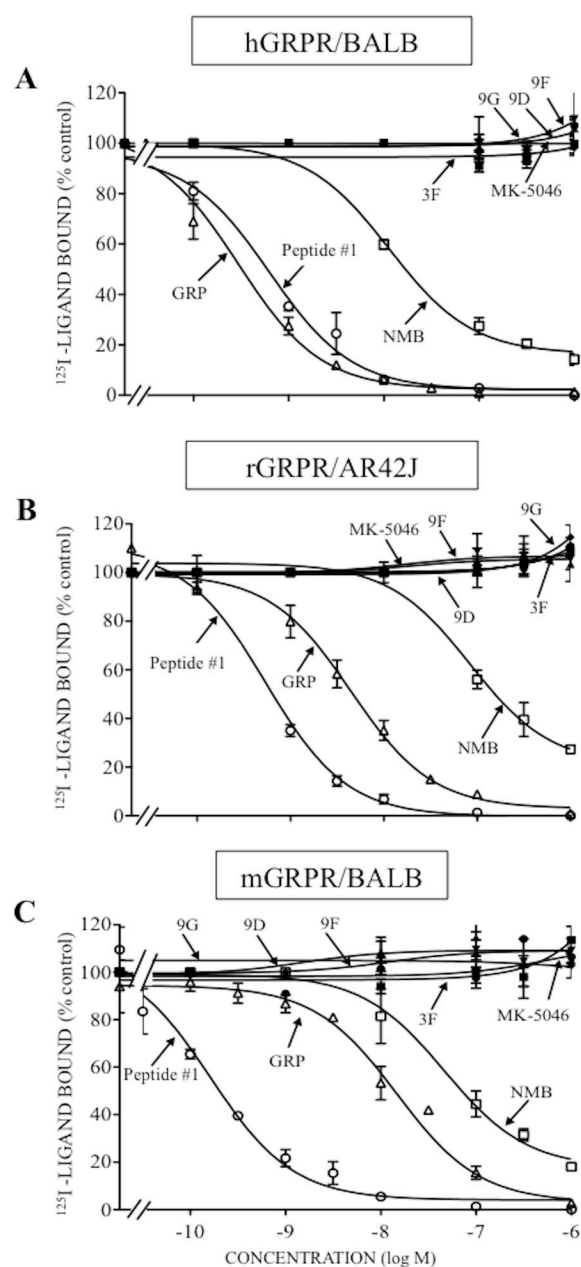 hGRPR/BALB
A
120
100
80
60
40
20
0
¹²⁵I -LIGAND BOUND (% control)
9F
9D
9G
MK-5046
3F
Peptide #1
GRP
NMB
rGRPR/AR42J
B
120
100
80
60
40
20
0
¹²⁵I -LIGAND BOUND (% control)
9G
9F
MK-5046
3F
9D
GRP
Peptide #1
NMB
mGRPR/BALB
C
120
100
80
60
40
20
0
¹²⁵I -LIGAND BOUND (% control)
9G
9D
9F
3F
MK-5046
GRP
Peptide #1
NMB
-10
-9
-8
-7
-6
CONCENTRATION (log M)